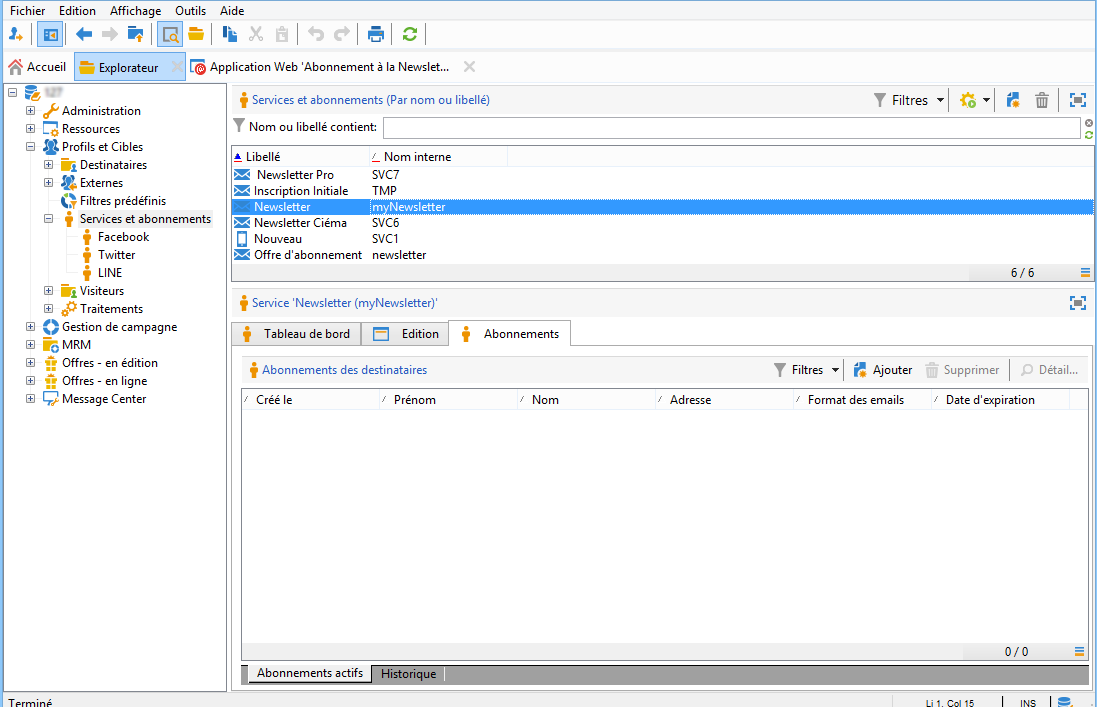 Fichier Edition Affichage Outils Aide
Accueil Explorateur Application Web 'Abonnement à la Newslet...
Administration
Ressources
Profils et Cibles
Destinataires
Externes
Filtres prédéfinis
Services et abonnements
Facebook
Twitter
LINE
Visiteurs
Traitements
Gestion de campagne
MRM
Offres - en édition
Offres - en ligne
Message Center
Services et abonnements (Par nom ou libellé) Filtres
Nom ou libellé contient:
Libellé Nom interne
Newsletter Pro SVC7
Inscription Initiale TMP
Newsletter myNewsletter
Newsletter Ciéma SVC6
Nouveau SVC1
Offre d'abonnement newsletter
6 / 6
Service 'Newsletter (myNewsletter)'
Tableau de bord Edition Abonnements
Abonnements des destinataires Filtres Ajouter Supprimer Détail...
Créé le Prénom Nom Adresse Format des emails Date d'expiration
0 / 0
Abonnements actifs Historique
Terminé Li 1, Col 15 INS